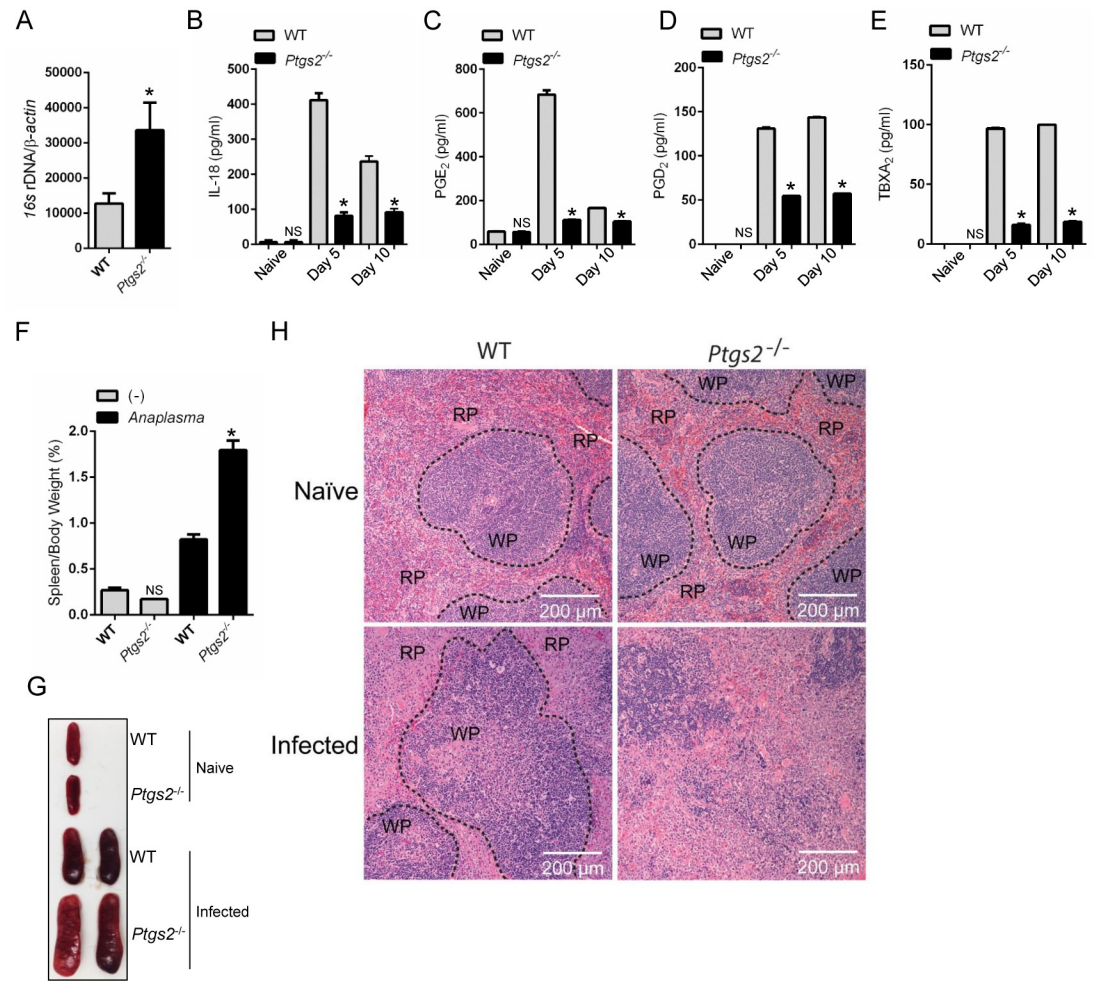 A
16s rDNA/β-actin
50000
40000
30000
20000
10000
0
*
WT
Ptgs2-/-
B
WT
Ptgs2-/-
IL-18 (pg/ml)
500
400
300
200
100
0
NS
*
*
Naive
Day 5
Day 10
C
WT
Ptgs2-/-
PGE2 (pg/ml)
800
600
400
200
0
NS
*
*
Naive
Day 5
Day 10
D
WT
Ptgs2-/-
PGD2 (pg/ml)
200
150
100
50
0
NS
*
*
Naive
Day 5
Day 10
E
WT
Ptgs2-/-
TBXA2 (pg/ml)
150
100
50
0
NS
*
*
Naive
Day 5
Day 10
F
(-)
Anaplasma
Spleen/Body Weight (%)
2.0
1.5
1.0
0.5
0.0
NS
*
WT
Ptgs2-/-
WT
Ptgs2-/-
G
WT
Ptgs2-/-
Naive
WT
Ptgs2-/-
Infected
H
WT
Ptgs2-/-
Naïve
RP
RP
WP
RP
WP
200 µm
WP
WP
RP
RP
WP
WP
WP
RP
200 µm
Infected
RP
RP
WP
WP
200 µm
200 µm